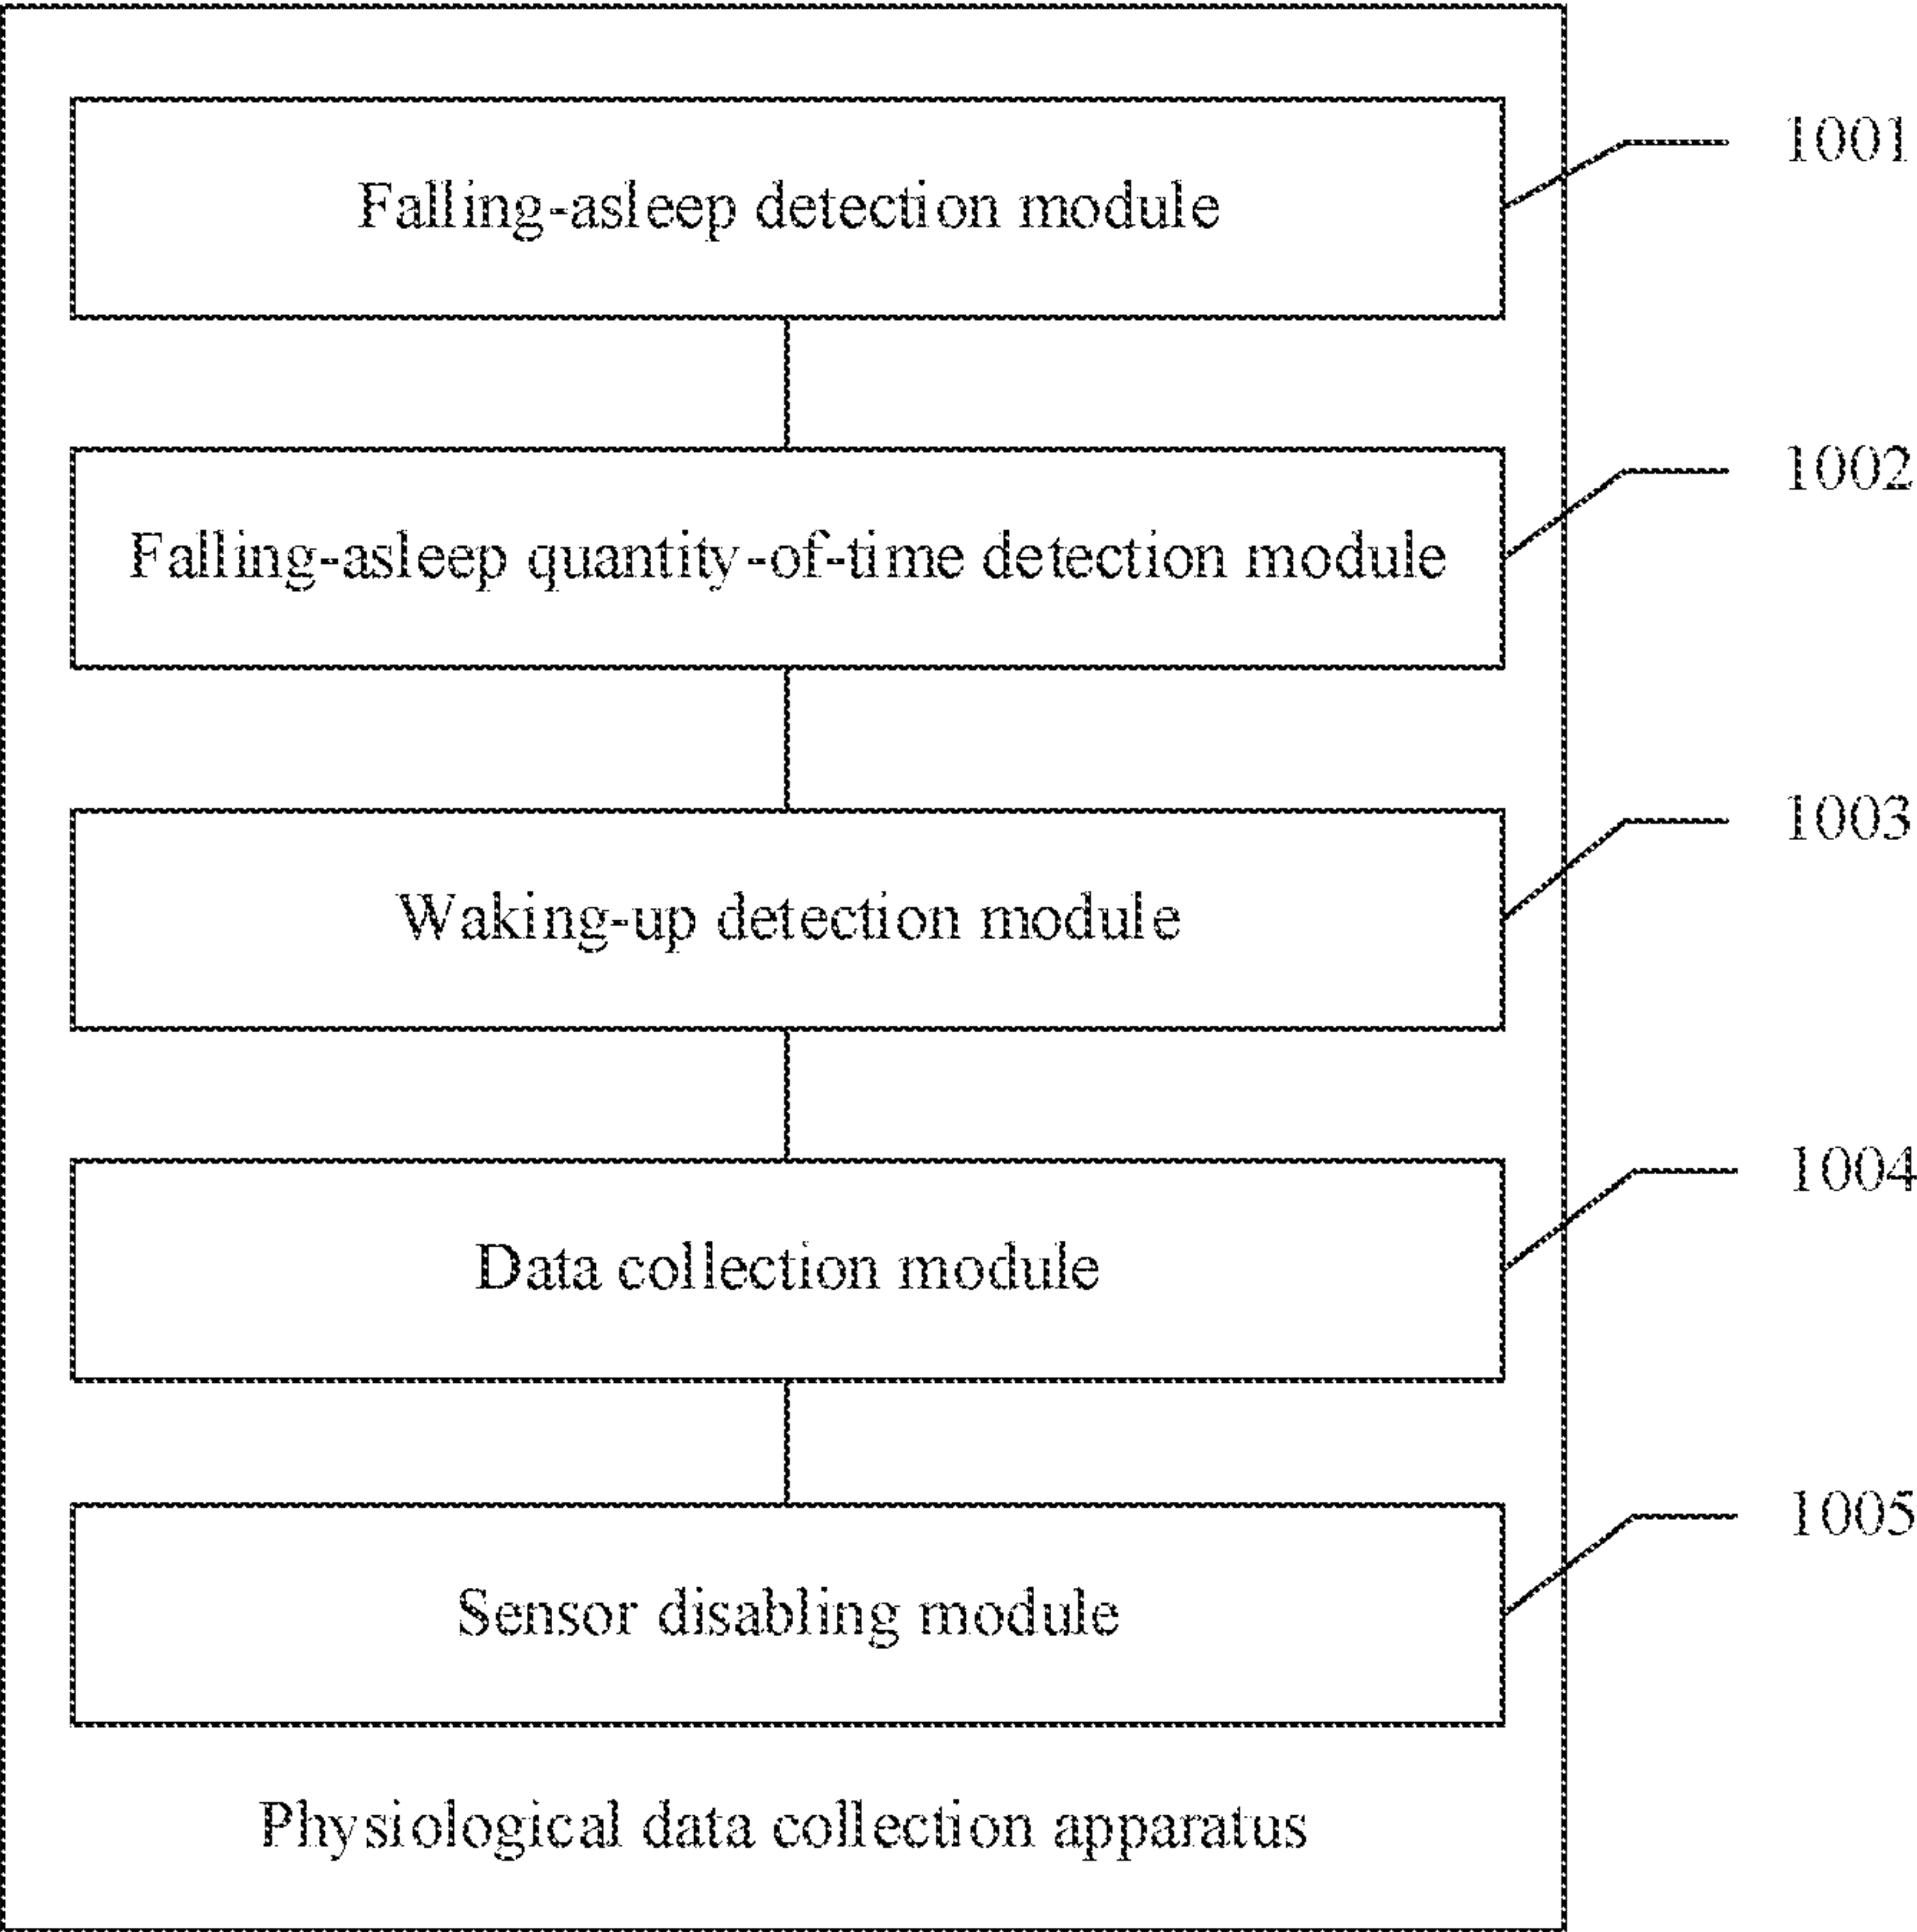 Falling-asleep detection module
1001
Falling-asleep quantity-of-time detection module
1002
Waking-up detection module
1003
Data collection module
1004
Sensor disabling module
1005
Physiological data collection apparatus